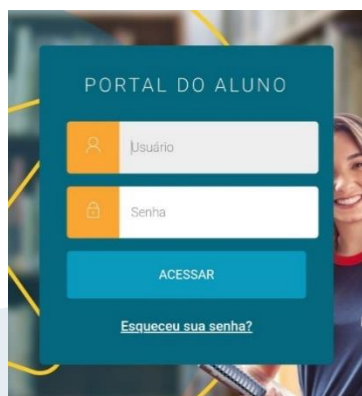 PORTAL DO ALUNO
Usuário
Senha
ACESSAR
Esqueceu sua senha?